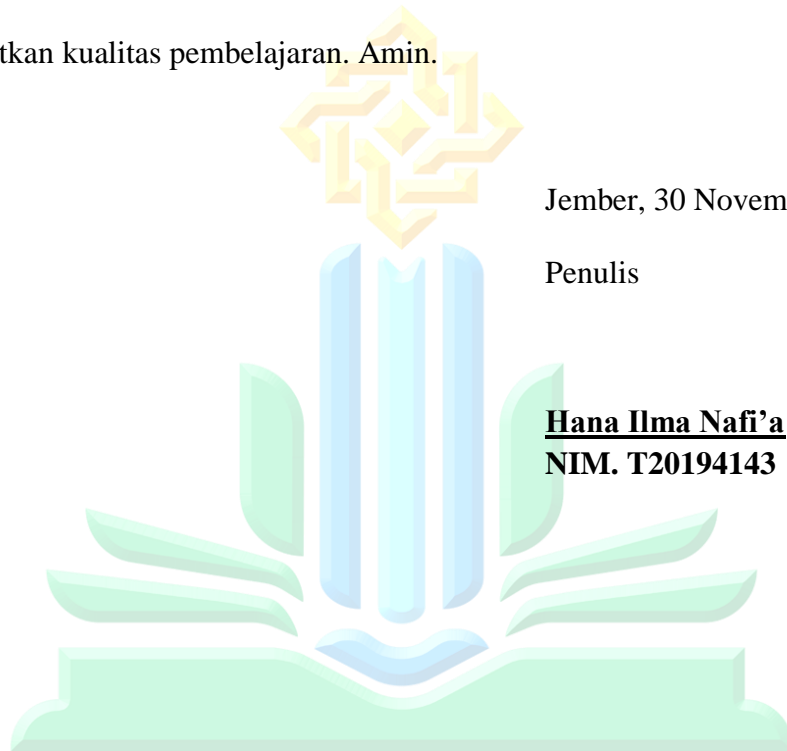 tkan kualitas pembelajaran. Amin.
Jember, 30 Novem
Penulis
Hana Ilma Nafi’a
NIM. T20194143